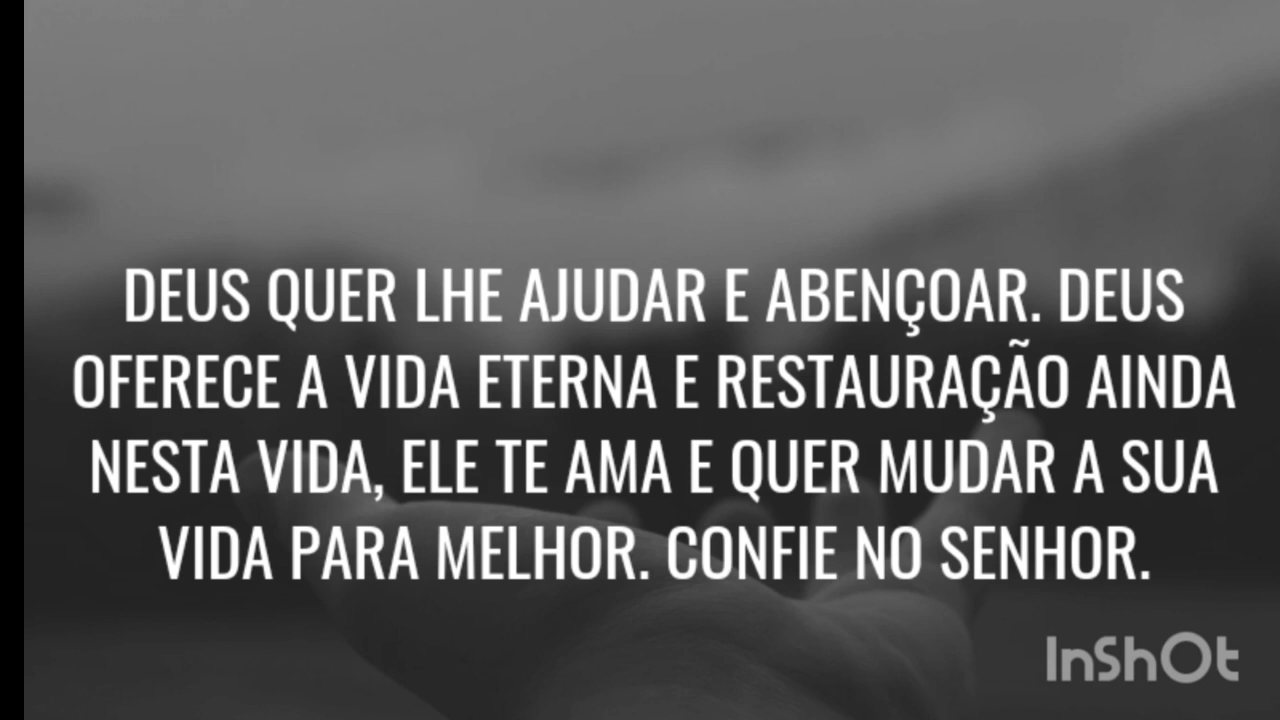 DEUS QUER LHE AJUDAR E ABENÇOAR. DEUS
OFERECE A VIDA ETERNA E RESTAURAÇÃO AINDA
NESTA VIDA, ELE TE AMA E QUER MUDAR A SUA
VIDA PARA MELHOR. CONFIE NO SENHOR.
InShOt